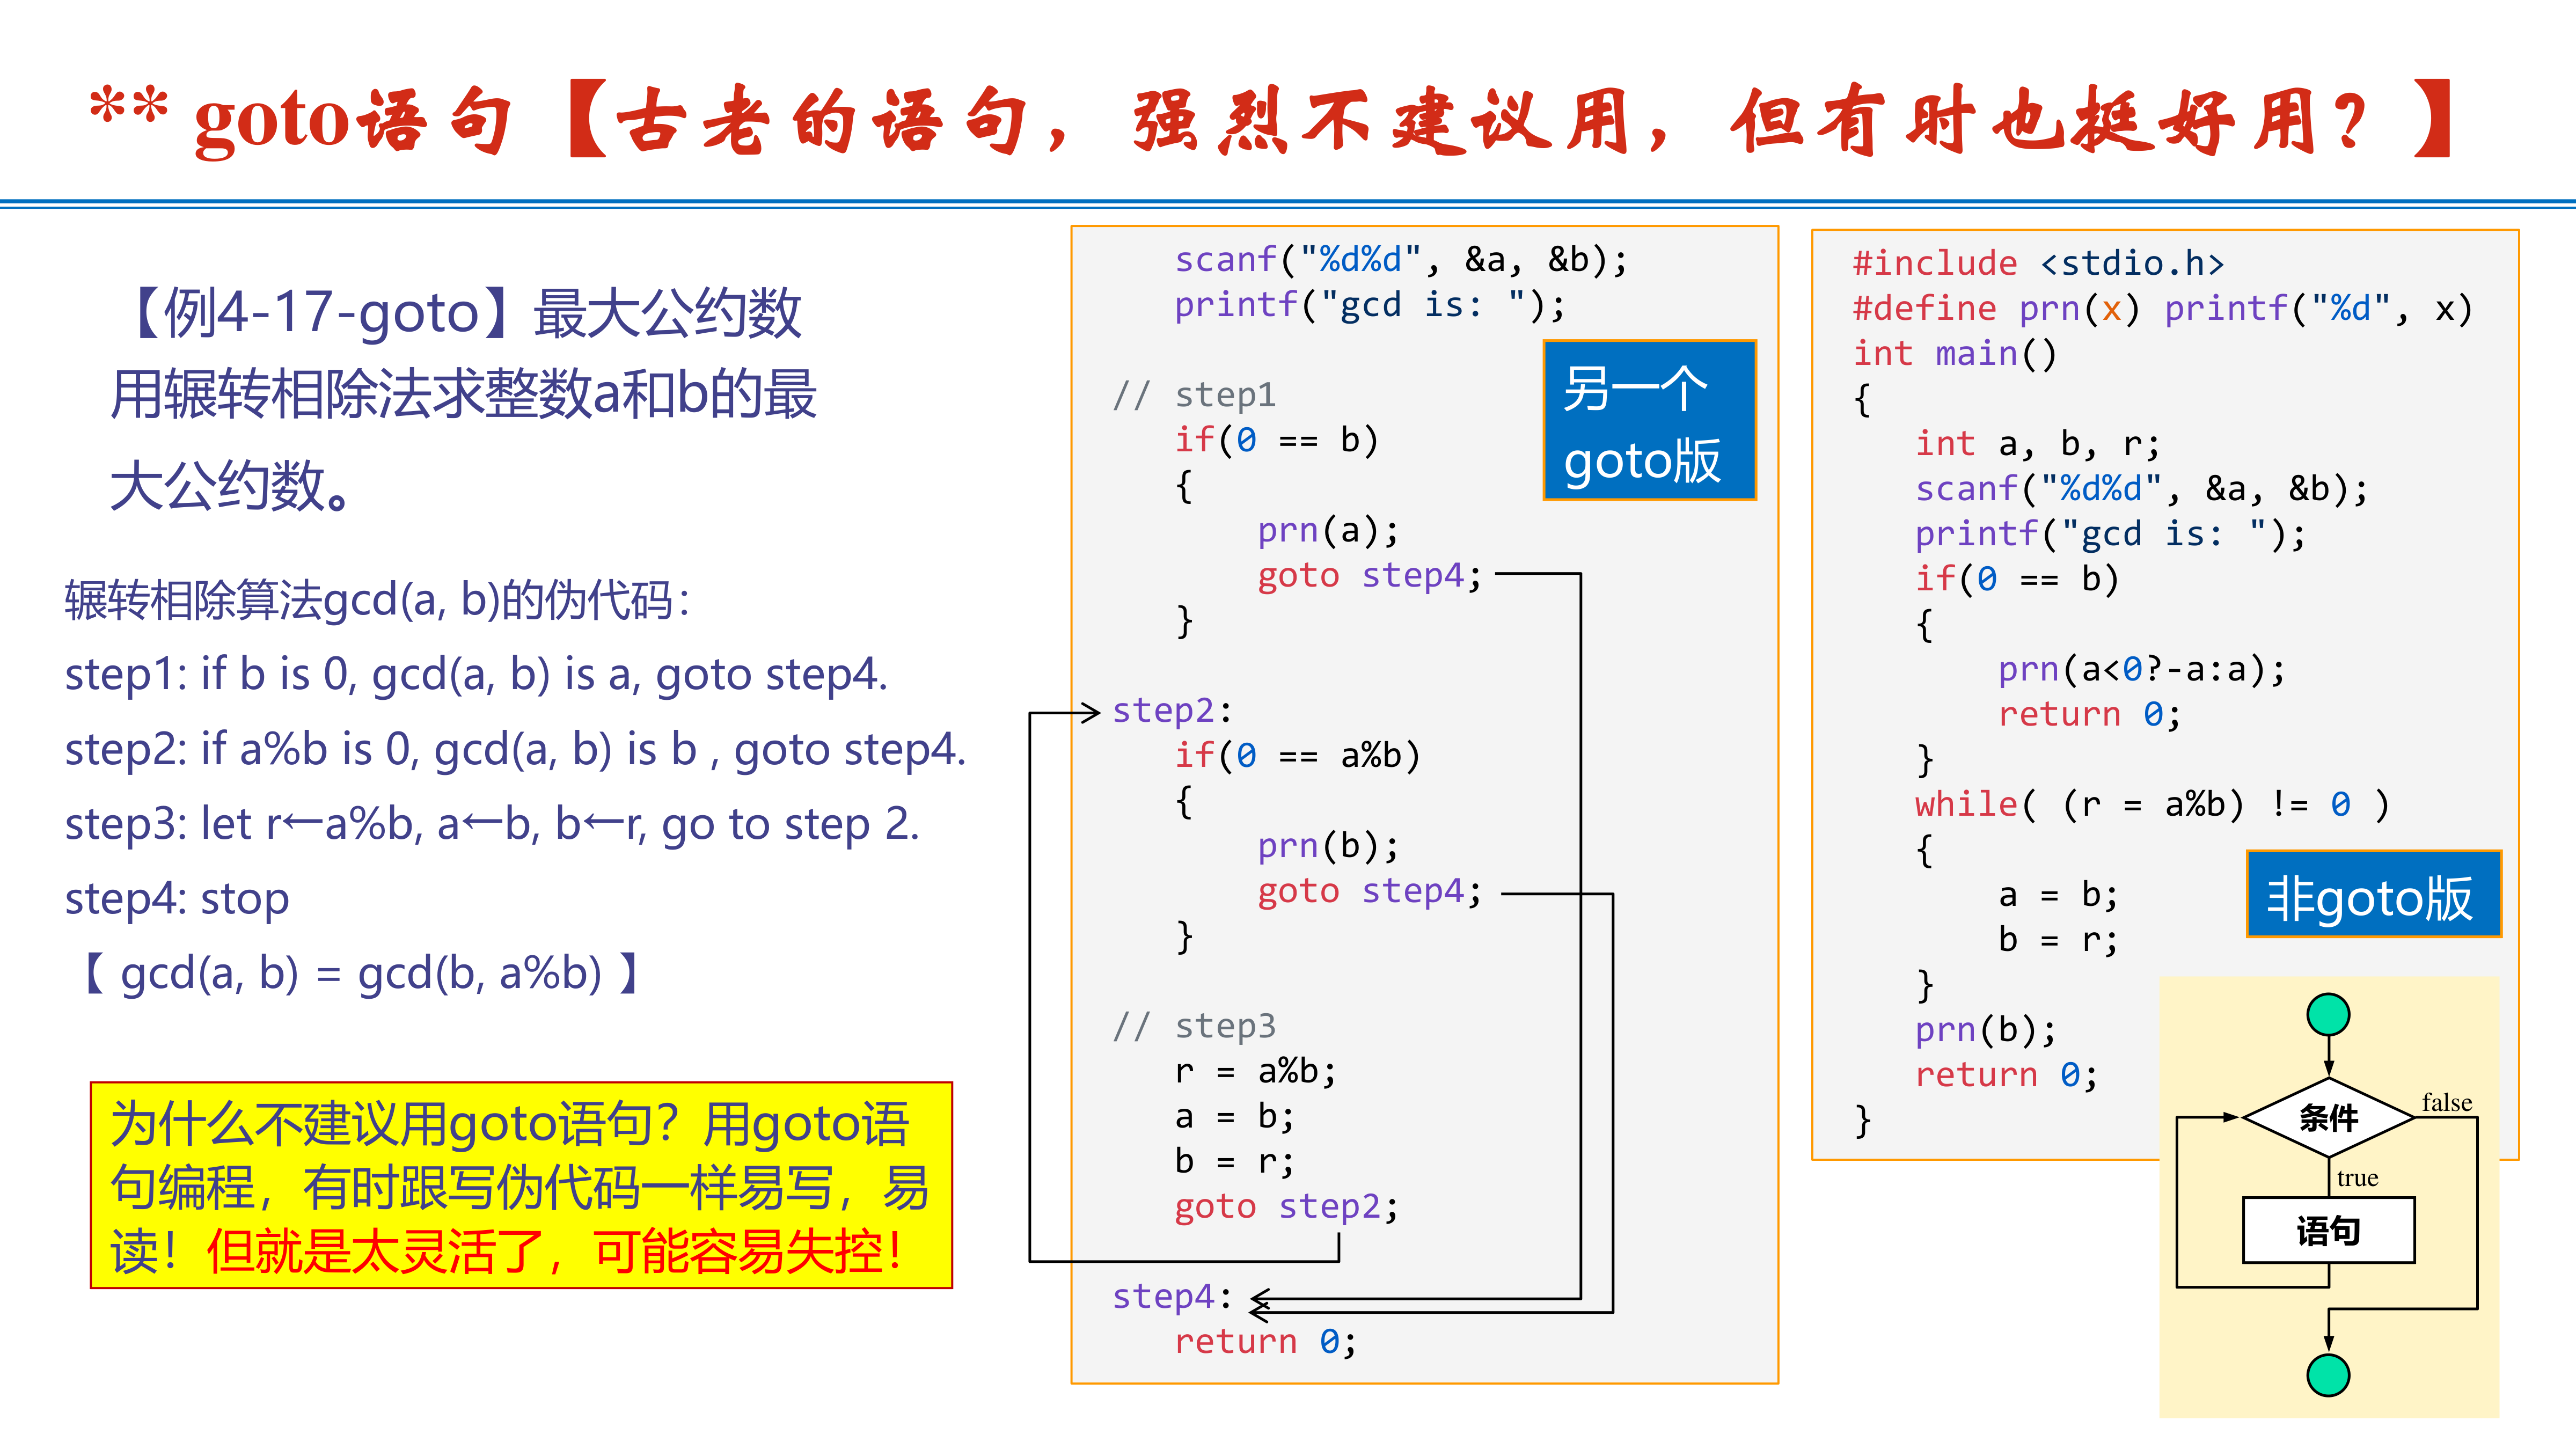 ** goto语句【古老的语句，强烈不建议用，但有时也挺好用？】
【例4-17-goto】最大公约数
用辗转相除法求整数a和b的最
大公约数。
辗转相除算法gcd(a, b)的伪代码：
step1: if b is 0, gcd(a, b) is a, goto step4.
step2: if a%b is 0, gcd(a, b) is b , goto step4.
step3: let r←a%b, a←b, b←r, go to step 2.
step4: stop
【 gcd(a, b) = gcd(b, a%b) 】
为什么不建议用goto语句？用goto语
句编程，有时跟写伪代码一样易写，易
读！但就是太灵活了，可能容易失控！
scanf("%d%d", &a, &b);
printf("gcd is: ");
// step1
if(0 == b)
{
prn(a);
goto step4;
}
step2:
if(0 == a%b)
{
prn(b);
goto step4;
}
// step3
r = a%b;
a = b;
b = r;
goto step2;
step4:
return 0;
另一个
goto版
#include <stdio.h>
#define prn(x) printf("%d", x)
int main()
{
int a, b, r;
scanf("%d%d", &a, &b);
printf("gcd is: ");
if(0 == b)
{
prn(a<0?-a:a);
return 0;
}
while( (r = a%b) != 0 )
{
a = b;
b = r;
}
prn(b);
return 0;
}
非goto版
条件
false
true
语句